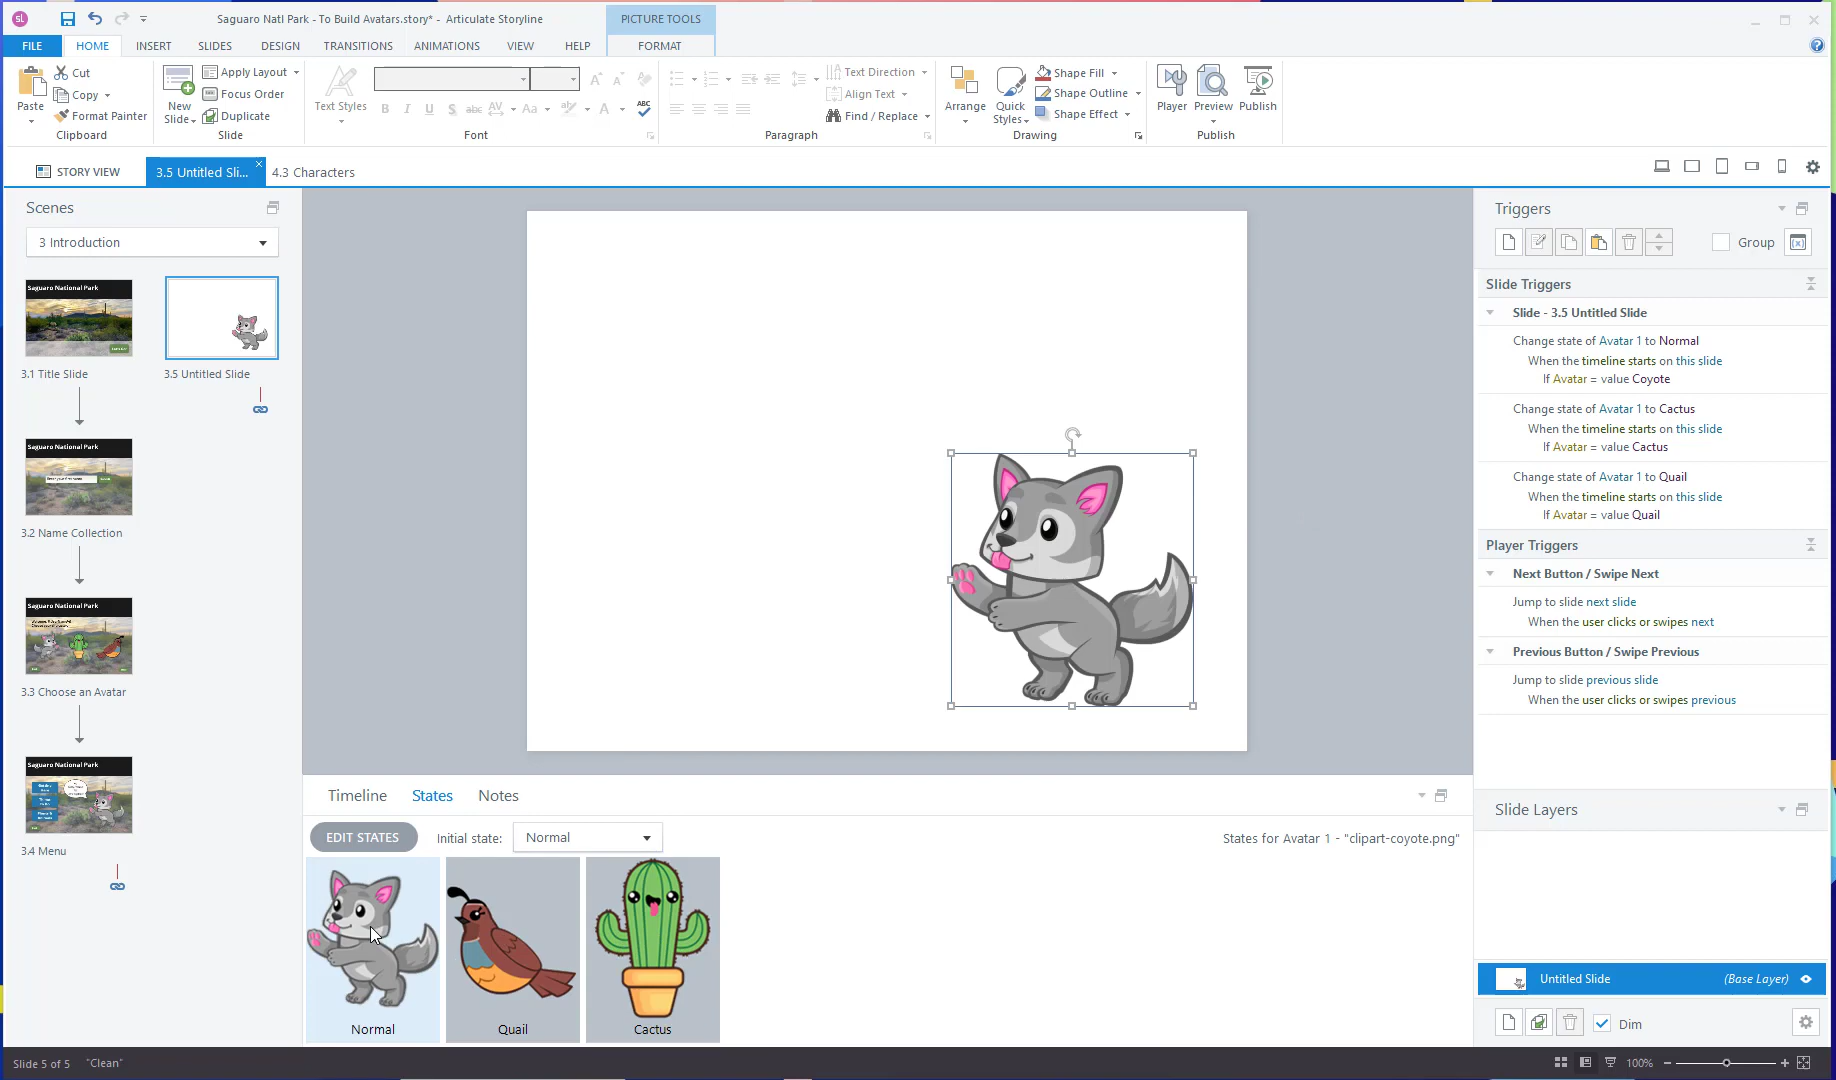 sl
Saguaro Natl Park - To Build Avatars.story* - Articulate Storyline
PICTURE TOOLS
FILE HOME INSERT SLIDES DESIGN TRANSITIONS ANIMATIONS VIEW HELP FORMAT
Paste
Cut
Copy
Format Painter
Clipboard
New Slide
Apply Layout
Focus Order
Duplicate
Slide
Text Styles
B I U S abc AV Aa A ABC
Font
Text Direction
Align Text
Find / Replace
Paragraph
Arrange
Quick Styles
Shape Fill
Shape Outline
Shape Effect
Drawing
Player
Preview
Publish
Publish
STORY VIEW
3.5 Untitled Sli...
4.3 Characters
Scenes
3 Introduction
Saguaro National Park
3.1 Title Slide
3.5 Untitled Slide
Saguaro National Park
3.2 Name Collection
Saguaro National Park
3.3 Choose an Avatar
Saguaro National Park
3.4 Menu
Timeline
States
Notes
EDIT STATES
Initial state:
Normal
States for Avatar 1 - "clipart-coyote.png"
Normal
Quail
Cactus
Triggers
Group
Slide Triggers
Slide - 3.5 Untitled Slide
Change state of Avatar 1 to Normal
When the timeline starts on this slide
If Avatar = value Coyote
Change state of Avatar 1 to Cactus
When the timeline starts on this slide
If Avatar = value Cactus
Change state of Avatar 1 to Quail
When the timeline starts on this slide
If Avatar = value Quail
Player Triggers
Next Button / Swipe Next
Jump to slide next slide
When the user clicks or swipes next
Previous Button / Swipe Previous
Jump to slide previous slide
When the user clicks or swipes previous
Slide Layers
Untitled Slide
(Base Layer)
Dim
Slide 5 of 5
"Clean"
100%